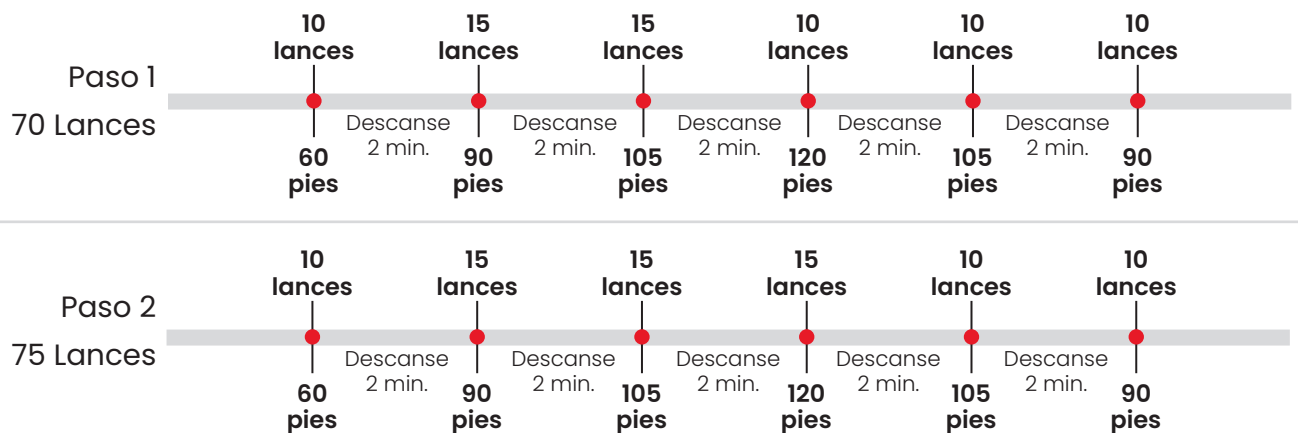 10 15 15 10 10 10
lances lances lances lances lances lances
Paso 1
70 Lances
Descanse Descanse Descanse Descanse Descanse
2 min. 2 min. 2 min. 2 min. 2 min.
60 90 105 120 105 90
pies pies pies pies pies pies
10 15 15 15 10 10
lances lances lances lances lances lances
Paso 2
75 Lances
Descanse Descanse Descanse Descanse Descanse
2 min. 2 min. 2 min. 2 min. 2 min.
60 90 105 120 105 90
pies pies pies pies pies pies